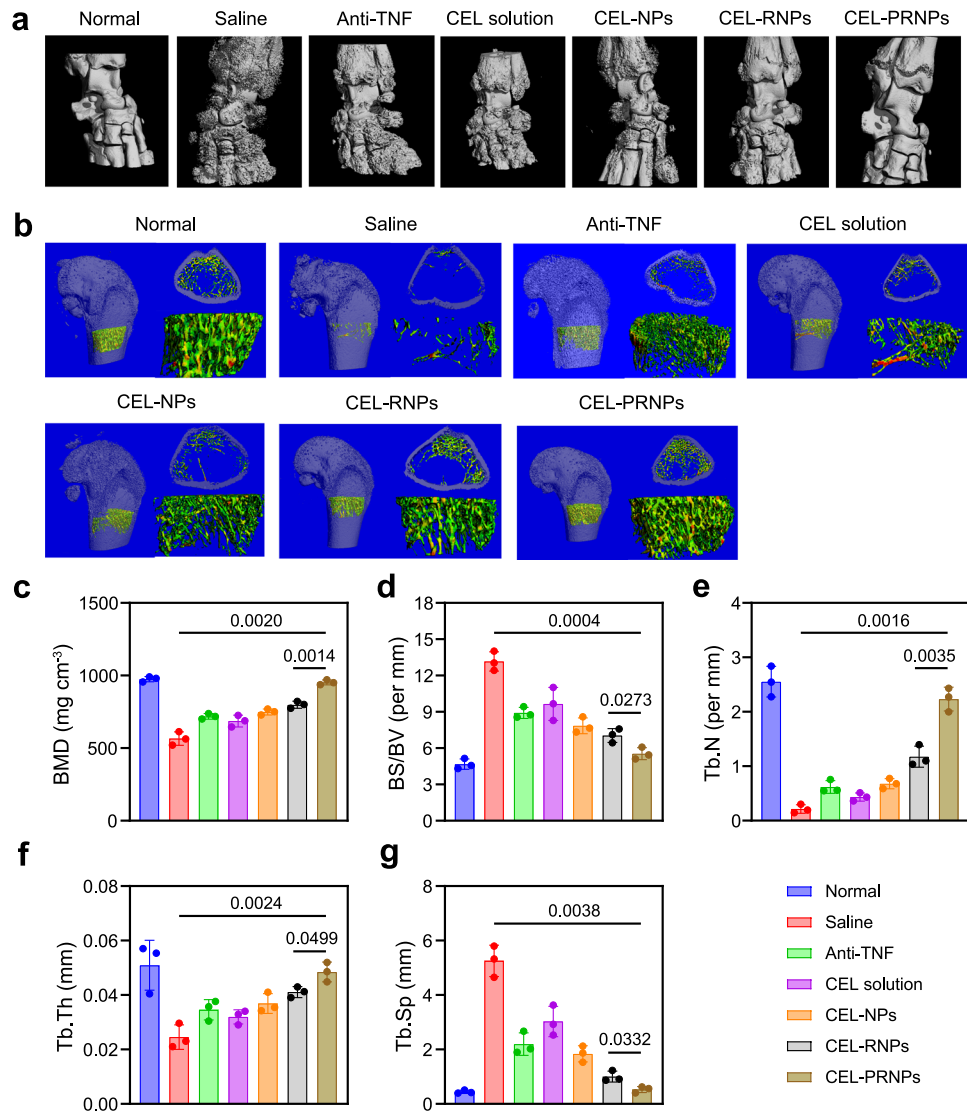 a
Normal Saline Anti-TNF CEL solution CEL-NPs CEL-RNPs CEL-PRNPs
b
Normal Saline Anti-TNF CEL solution
CEL-NPs CEL-RNPs CEL-PRNPs
c
BMD (mg cm⁻³)
1500
1000
500
0
0.0020
0.0014
d
BS/BV (per mm)
18
15
12
9
6
3
0
0.0004
0.0273
e
Tb.N (per mm)
4
3
2
1
0
0.0016
0.0035
f
Tb.Th (mm)
0.08
0.06
0.04
0.02
0.00
0.0024
0.0499
g
Tb.Sp (mm)
8
6
4
2
0
0.0038
0.0332
Normal
Saline
Anti-TNF
CEL solution
CEL-NPs
CEL-RNPs
CEL-PRNPs